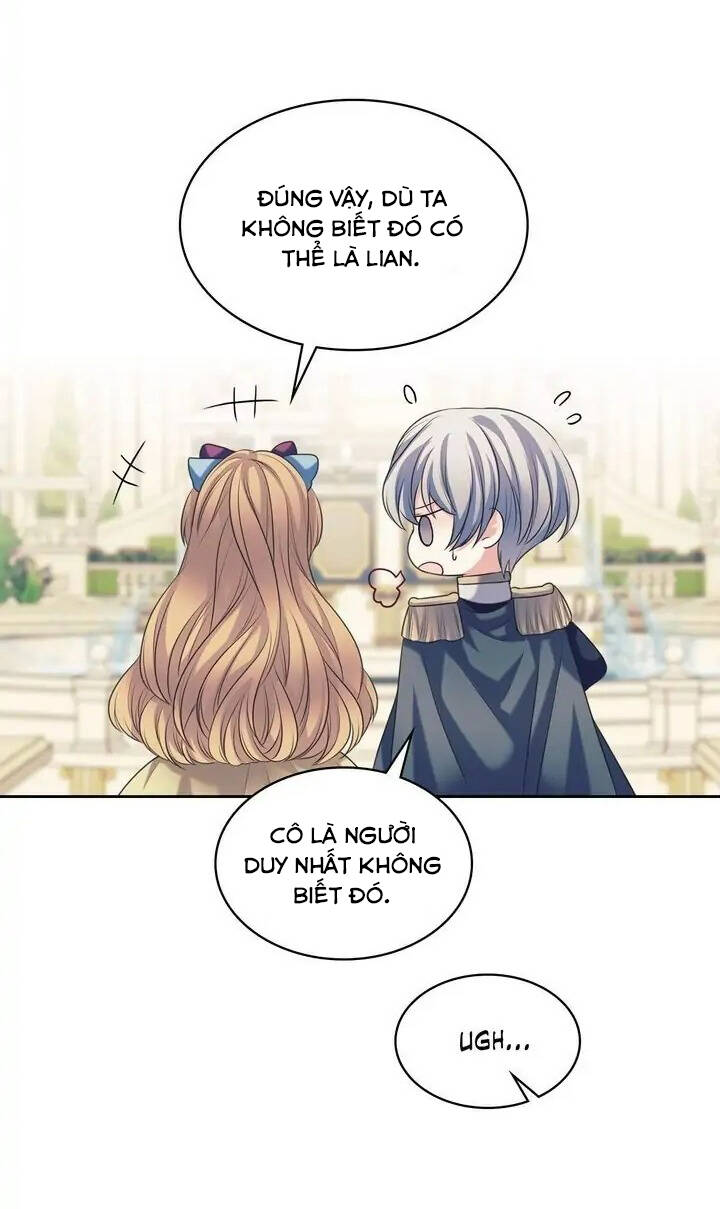 ĐÚNG VẬY, DÙ TA
KHÔNG BIẾT ĐÓ CÓ
THỂ LÀ LIAN.
CÔ LÀ NGƯỜI
DUY NHẤT KHÔNG
BIẾT ĐÓ.
UGH...